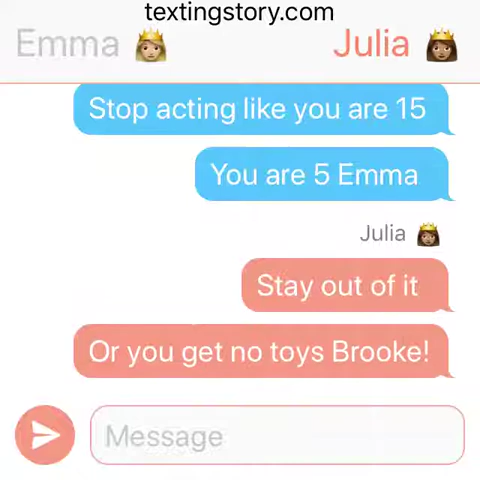 textingstory.com
Emma 👸🏼 Julia 👸🏾
Stop acting like you are 15
You are 5 Emma
Julia 👸🏾
Stay out of it
Or you get no toys Brooke!
Message